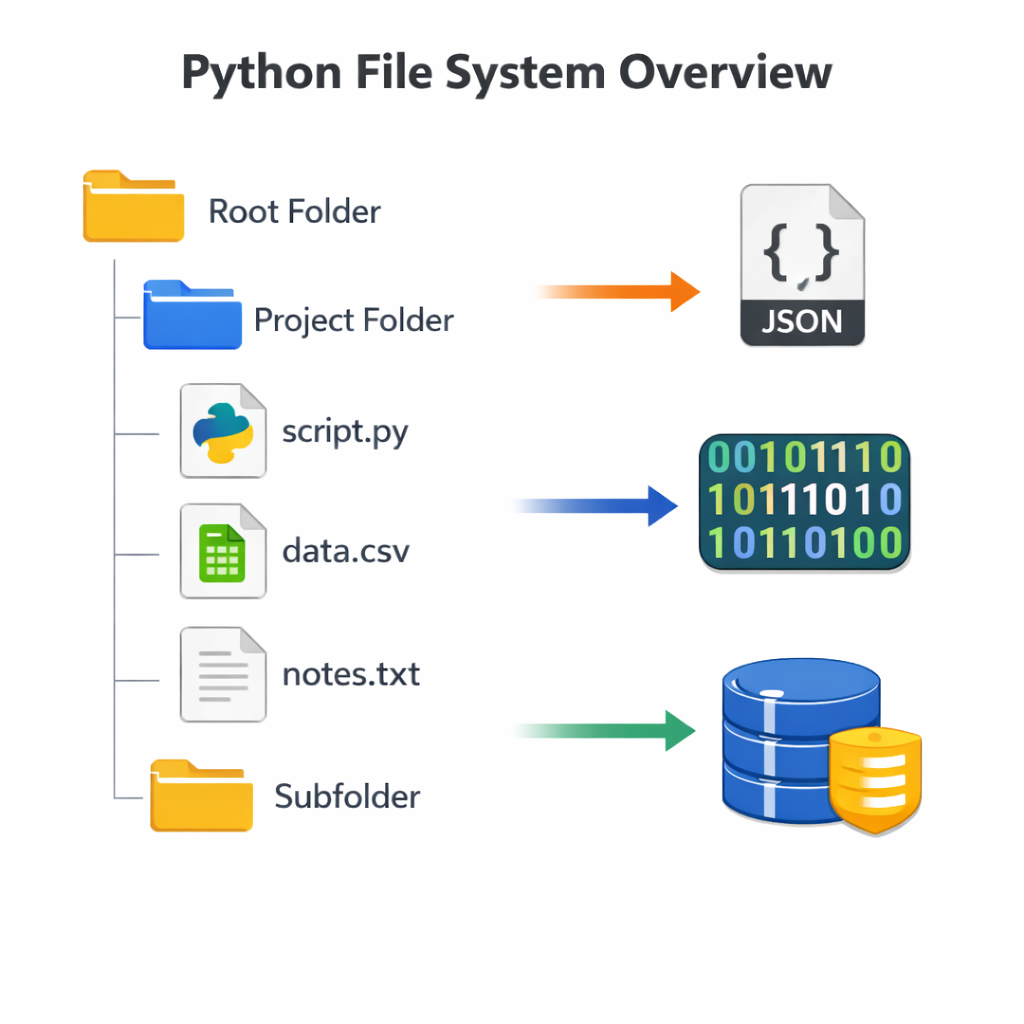 Python File System Overview
Root Folder
Project Folder
script.py
data.csv
notes.txt
Subfolder
{ , }
JSON
00101110
10111010
10110100